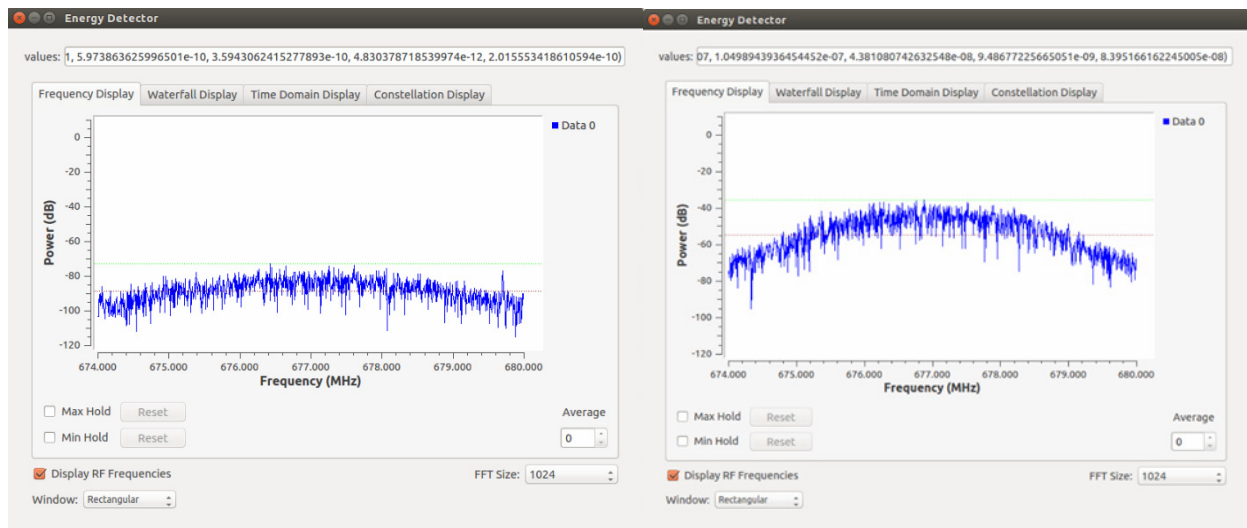 Energy Detector
values: 1, 5.973863625996501e-10, 3.5943062415277893e-10, 4.830378718539974e-12, 2.015553418610594e-10)
Frequency Display Waterfall Display Time Domain Display Constellation Display
Data 0
0
-20
-40
-60
-80
-100
-120
Power (dB)
674.000 675.000 676.000 677.000 678.000 679.000 680.000
Frequency (MHz)
Max Hold Reset
Average
Min Hold Reset
0
Display RF Frequencies
FFT Size: 1024
Window: Rectangular
Energy Detector
values: 07, 1.0498943936454452e-07, 4.381080742632548e-08, 9.48677225665051e-09, 8.395166162245005e-08)
Frequency Display Waterfall Display Time Domain Display Constellation Display
Data 0
0
-20
-40
-60
-80
-100
-120
Power (dB)
674.000 675.000 676.000 677.000 678.000 679.000 680.000
Frequency (MHz)
Max Hold Reset
Average
Min Hold Reset
0
Display RF Frequencies
FFT Size: 1024
Window: Rectangular